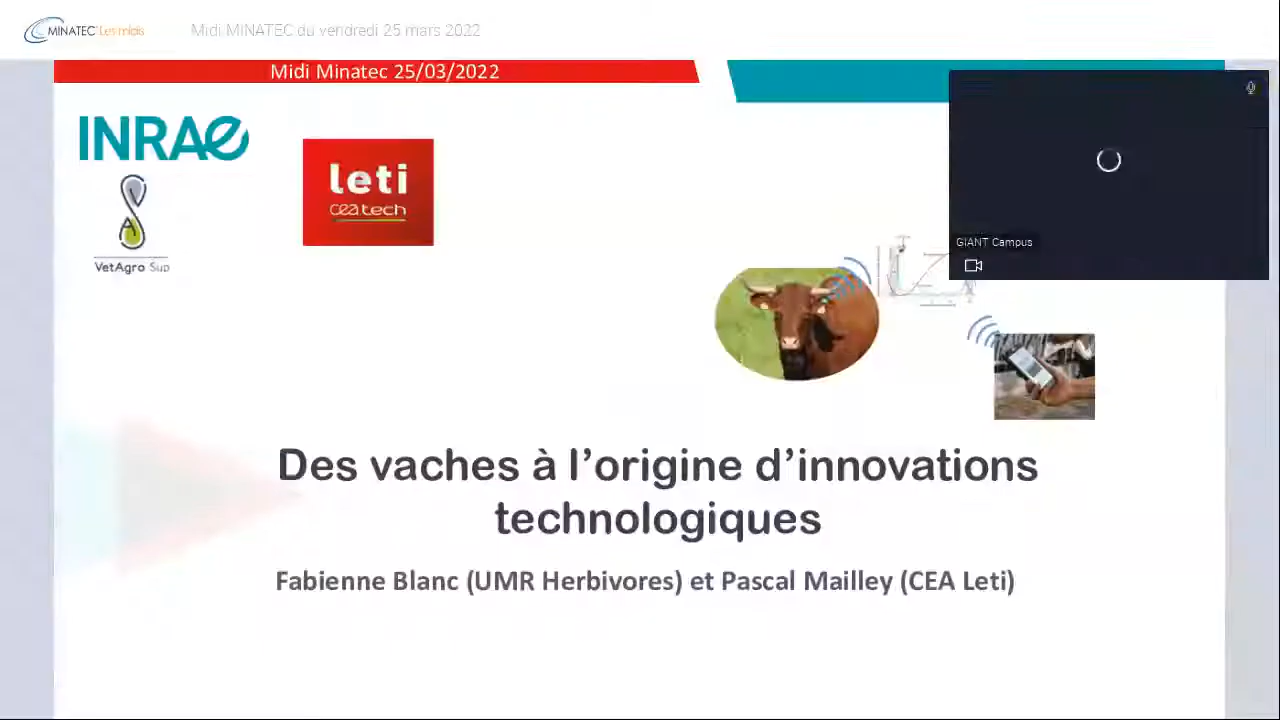 MINATEC Les midis
Midi MINATEC du vendredi 25 mars 2022
Midi Minatec 25/03/2022
INRAE
leti
ceatech
VetAgro Sup
GIANT Campus
Des vaches à l’origine d’innovations
technologiques
Fabienne Blanc (UMR Herbivores) et Pascal Mailley (CEA Leti)